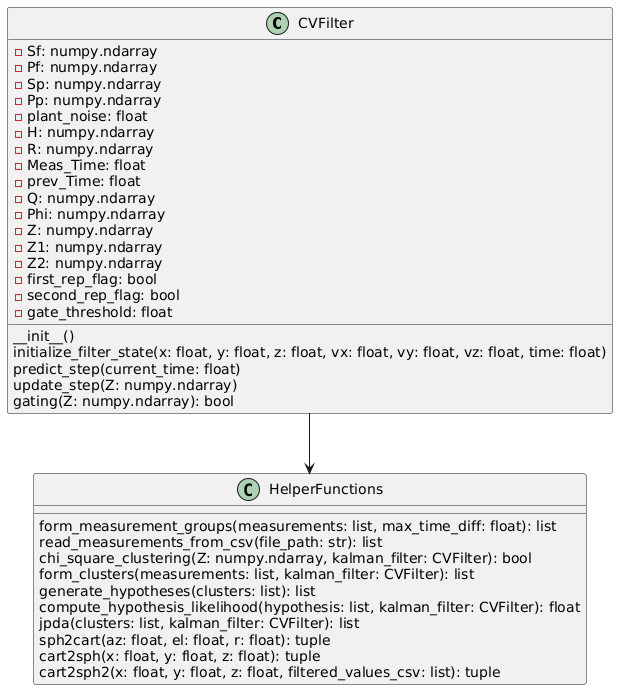 C CVFilter
Sf: numpy.ndarray
Pf: numpy.ndarray
Sp: numpy.ndarray
Pp: numpy.ndarray
plant_noise: float
H: numpy.ndarray
R: numpy.ndarray
Meas_Time: float
prev_Time: float
Q: numpy.ndarray
Phi: numpy.ndarray
Z: numpy.ndarray
Z1: numpy.ndarray
Z2: numpy.ndarray
first_rep_flag: bool
second_rep_flag: bool
gate_threshold: float
__init__()
initialize_filter_state(x: float, y: float, z: float, vx: float, vy: float, vz: float, time: float)
predict_step(current_time: float)
update_step(Z: numpy.ndarray)
gating(Z: numpy.ndarray): bool
C HelperFunctions
form_measurement_groups(measurements: list, max_time_diff: float): list
read_measurements_from_csv(file_path: str): list
chi_square_clustering(Z: numpy.ndarray, kalman_filter: CVFilter): bool
form_clusters(measurements: list, kalman_filter: CVFilter): list
generate_hypotheses(clusters: list): list
compute_hypothesis_likelihood(hypothesis: list, kalman_filter: CVFilter): float
jpda(clusters: list, kalman_filter: CVFilter): list
sph2cart(az: float, el: float, r: float): tuple
cart2sph(x: float, y: float, z: float): tuple
cart2sph2(x: float, y: float, z: float, filtered_values_csv: list): tuple